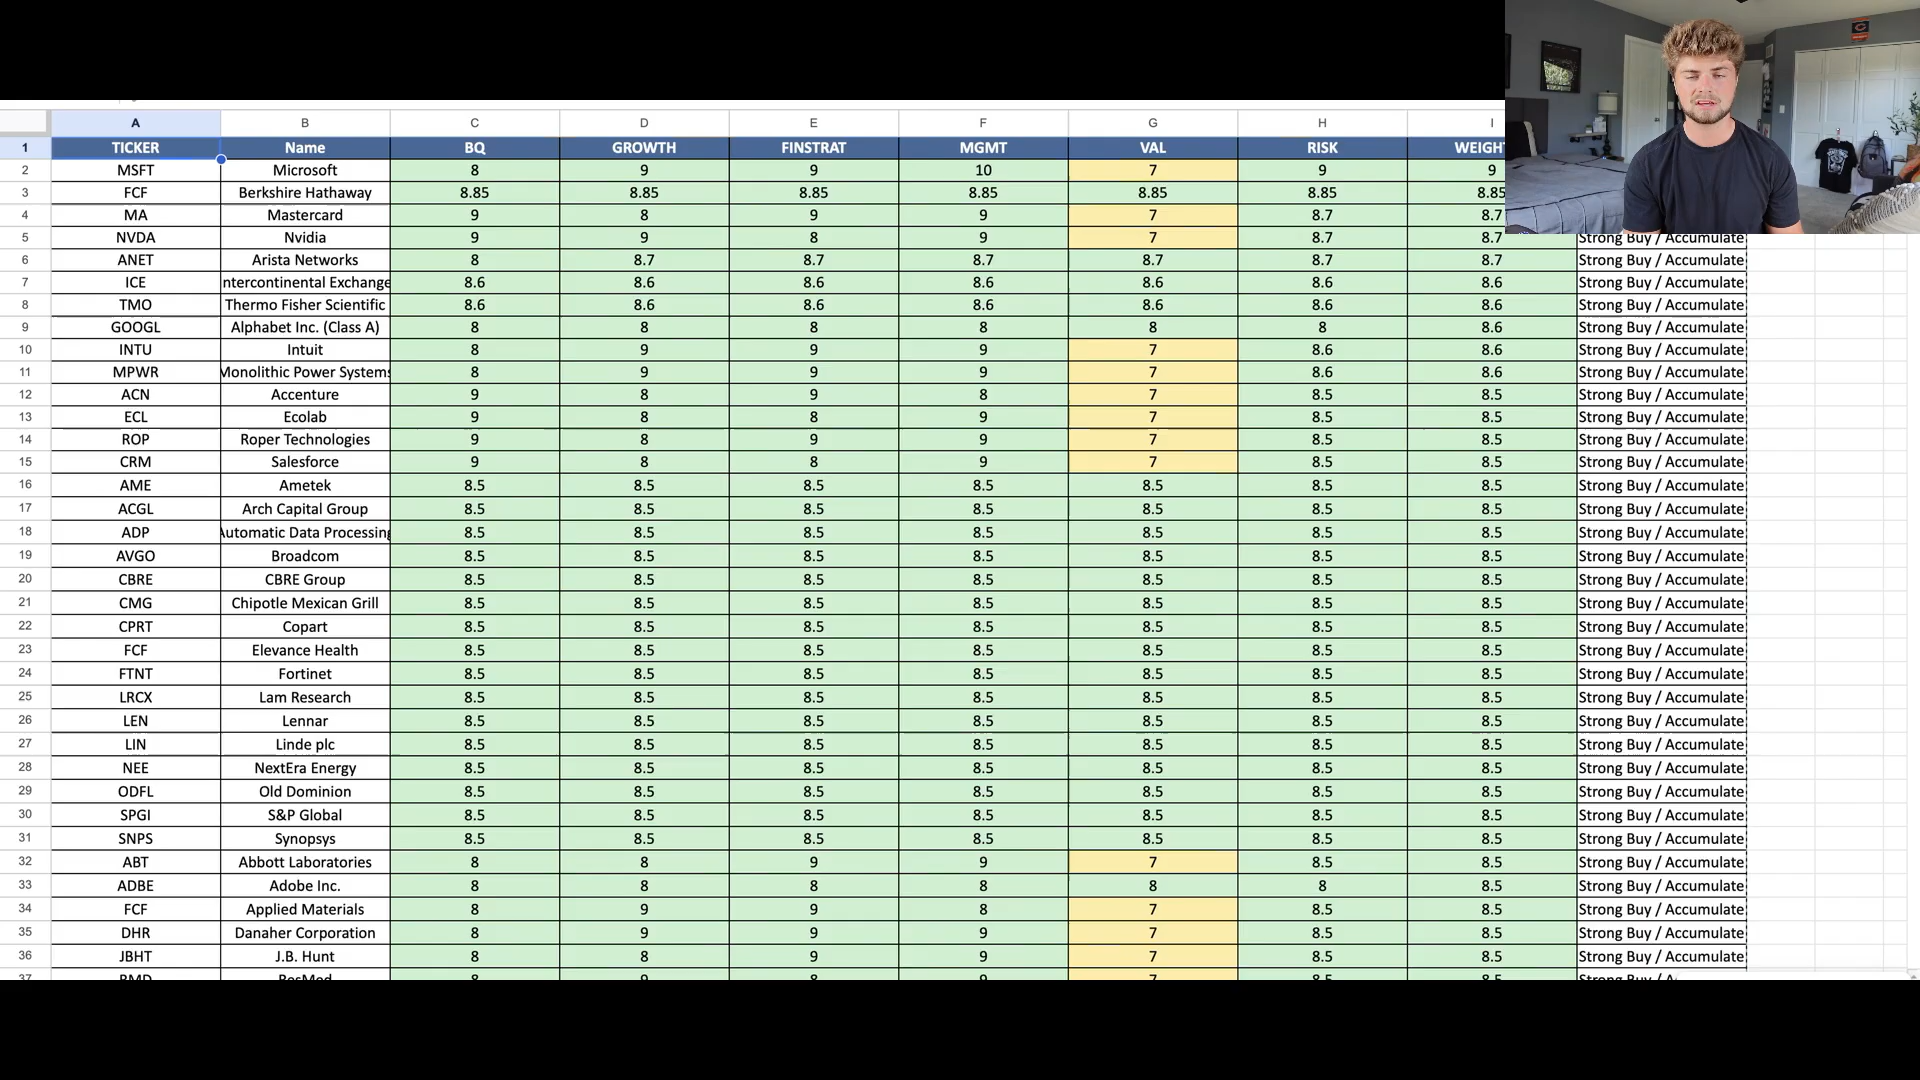 A B C D E F G H I
1 TICKER Name BQ GROWTH FINSTRAT MGMT VAL RISK WEIGH
2 MSFT Microsoft 8 9 9 10 7 9 9
3 FCF Berkshire Hathaway 8.85 8.85 8.85 8.85 8.85 8.85 8.85
4 MA Mastercard 9 8 9 9 7 8.7 8.7
5 NVDA Nvidia 9 9 8 9 7 8.7 8.7 Strong Buy / Accumulate
6 ANET Arista Networks 8 8.7 8.7 8.7 8.7 8.7 8.7 Strong Buy / Accumulate
7 ICE ntercontinental Exchange 8.6 8.6 8.6 8.6 8.6 8.6 8.6 Strong Buy / Accumulate
8 TMO Thermo Fisher Scientific 8.6 8.6 8.6 8.6 8.6 8.6 8.6 Strong Buy / Accumulate
9 GOOGL Alphabet Inc. (Class A) 8 8 8 8 8 8 8.6 Strong Buy / Accumulate
10 INTU Intuit 8 9 9 9 7 8.6 8.6 Strong Buy / Accumulate
11 MPWR Monolithic Power Systems 8 9 9 9 7 8.6 8.6 Strong Buy / Accumulate
12 ACN Accenture 9 8 9 8 7 8.5 8.5 Strong Buy / Accumulate
13 ECL Ecolab 9 8 8 9 7 8.5 8.5 Strong Buy / Accumulate
14 ROP Roper Technologies 9 8 9 9 7 8.5 8.5 Strong Buy / Accumulate
15 CRM Salesforce 9 8 8 9 7 8.5 8.5 Strong Buy / Accumulate
16 AME Ametek 8.5 8.5 8.5 8.5 8.5 8.5 8.5 Strong Buy / Accumulate
17 ACGL Arch Capital Group 8.5 8.5 8.5 8.5 8.5 8.5 8.5 Strong Buy / Accumulate
18 ADP Automatic Data Processing 8.5 8.5 8.5 8.5 8.5 8.5 8.5 Strong Buy / Accumulate
19 AVGO Broadcom 8.5 8.5 8.5 8.5 8.5 8.5 8.5 Strong Buy / Accumulate
20 CBRE CBRE Group 8.5 8.5 8.5 8.5 8.5 8.5 8.5 Strong Buy / Accumulate
21 CMG Chipotle Mexican Grill 8.5 8.5 8.5 8.5 8.5 8.5 8.5 Strong Buy / Accumulate
22 CPRT Copart 8.5 8.5 8.5 8.5 8.5 8.5 8.5 Strong Buy / Accumulate
23 FCF Elevance Health 8.5 8.5 8.5 8.5 8.5 8.5 8.5 Strong Buy / Accumulate
24 FTNT Fortinet 8.5 8.5 8.5 8.5 8.5 8.5 8.5 Strong Buy / Accumulate
25 LRCX Lam Research 8.5 8.5 8.5 8.5 8.5 8.5 8.5 Strong Buy / Accumulate
26 LEN Lennar 8.5 8.5 8.5 8.5 8.5 8.5 8.5 Strong Buy / Accumulate
27 LIN Linde plc 8.5 8.5 8.5 8.5 8.5 8.5 8.5 Strong Buy / Accumulate
28 NEE NextEra Energy 8.5 8.5 8.5 8.5 8.5 8.5 8.5 Strong Buy / Accumulate
29 ODFL Old Dominion 8.5 8.5 8.5 8.5 8.5 8.5 8.5 Strong Buy / Accumulate
30 SPGI S&P Global 8.5 8.5 8.5 8.5 8.5 8.5 8.5 Strong Buy / Accumulate
31 SNPS Synopsys 8.5 8.5 8.5 8.5 8.5 8.5 8.5 Strong Buy / Accumulate
32 ABT Abbott Laboratories 8 8 9 9 7 8.5 8.5 Strong Buy / Accumulate
33 ADBE Adobe Inc. 8 8 8 8 8 8 8.5 Strong Buy / Accumulate
34 FCF Applied Materials 8 9 9 8 7 8.5 8.5 Strong Buy / Accumulate
35 DHR Danaher Corporation 8 9 9 9 7 8.5 8.5 Strong Buy / Accumulate
36 JBHT J.B. Hunt 8 8 9 9 7 8.5 8.5 Strong Buy / Accumulate
37 RMD ResMed 8 9 8 9 7 8.5 8.5 Strong Buy /